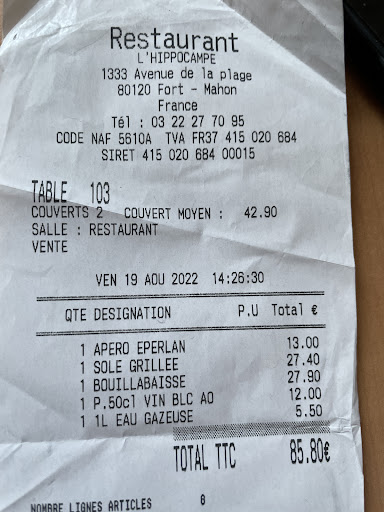 Restaurant
L'HIPPOCAMPE
1333 Avenue de la plage
80120 Fort - Mahon
France
Tél : 03 22 27 70 95
CODE NAF 5610A TVA FR37 415 020 684
SIRET 415 020 684 00015
TABLE 103
COUVERTS 2 COUVERT MOYEN : 42.90
SALLE : RESTAURANT
VENTE
VEN 19 AOU 2022 14:26:30
QTE DESIGNATION P.U Total €
1 APERO EPERLAN 13.00
1 SOLE GRILLEE 27.40
1 BOUILLABAISSE 27.90
1 P.50cl VIN BLC AO 12.00
1 1L EAU GAZEUSE 5.50
TOTAL TTC 85.80€
NOMBRE LIGNES ARTICLES 6